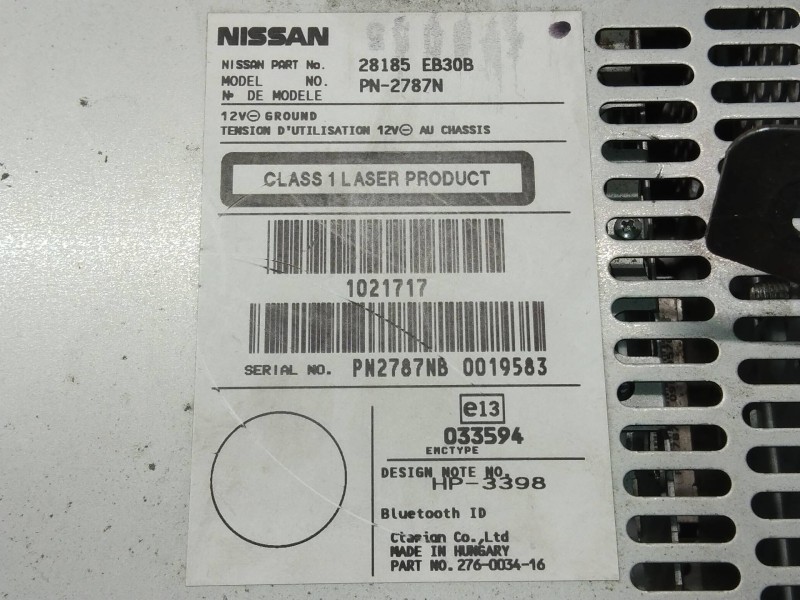 NISSAN
NISSAN PART No. 28185 EB30B
MODEL NO. PN-2787N
No DE MODELE
12V⊖ GROUND
TENSION D'UTILISATION 12V⊖ AU CHASSIS
CLASS 1 LASER PRODUCT
1021717
SERIAL NO. PN2787NB 0019583
e13
033594
EMCTYPE
DESIGN NOTE NO.
HP-3398
Bluetooth ID
Clarion Co.,Ltd
MADE IN HUNGARY
PART NO. 276-0034-16